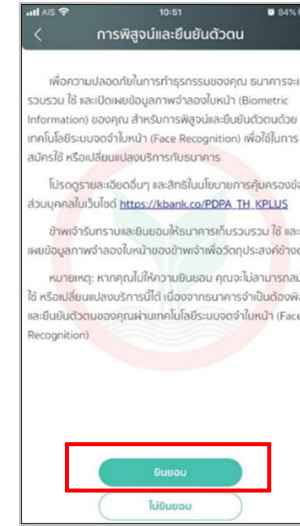 AIS 10:51 84%
การพิสูจน์และยืนยันตัวตน
เพื่อความปลอดภัยในการทำธุรกรรมของคุณ ธนาคารจะ
รวบรวม ใช้ และเปิดเผยข้อมูลภาพจำลองใบหน้า (Biometric
Information) ของคุณ สำหรับการพิสูจน์และยืนยันตัวตนด้วย
เทคโนโลยีระบบจดจำใบหน้า (Face Recognition) เพื่อใช้ในการ
สมัครใช้ หรือเปลี่ยนแปลงบริการกับธนาคาร
โปรดดูรายละเอียดอื่นๆ และสิทธิในนโยบายการคุ้มครองข้อ
ส่วนบุคคลในเว็บไซต์ https://kbank.co/PDPA_TH_KPLUS
ข้าพเจ้ารับทราบและยินยอมให้ธนาคารเก็บรวบรวม ใช้ และ
เผยข้อมูลภาพจำลองใบหน้าของข้าพเจ้าเพื่อวัตถุประสงค์ข้าง
หมายเหตุ: หากคุณไม่ให้ความยินยอม คุณจะไม่สามารถ
ใช้ หรือเปลี่ยนแปลงบริการนี้ได้ เนื่องจากธนาคารจำเป็นต้อง
และยืนยันตัวตนของคุณผ่านเทคโนโลยีระบบจดจำใบหน้า (Face
Recognition)
ยินยอม
ไม่ยินยอม